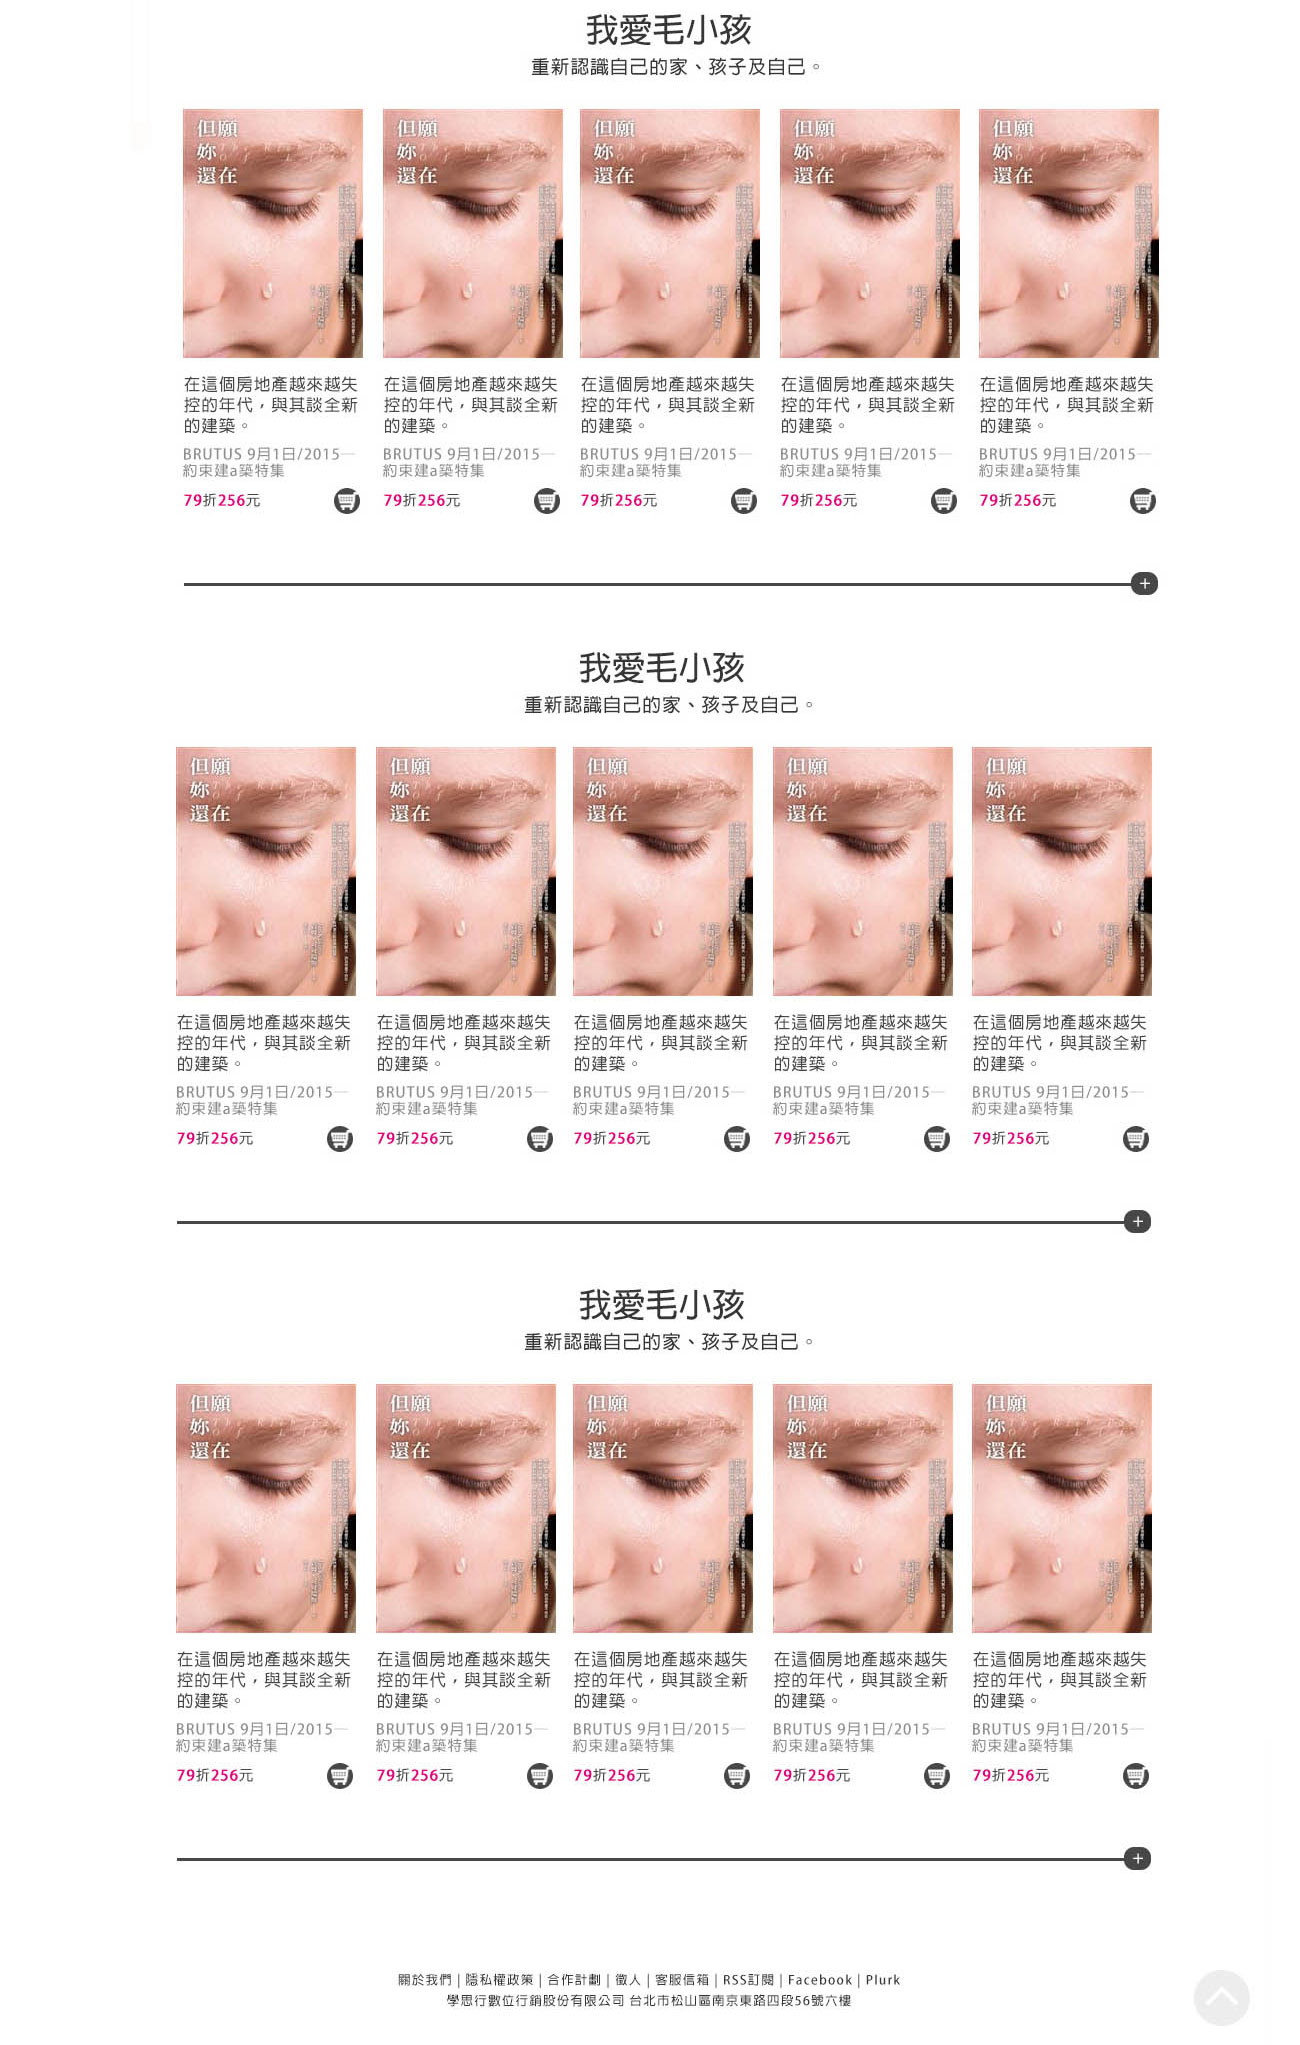 我愛毛小孩
重新認識自己的家、孩子及自己。
但願
妳
還在
但願
妳
還在
但願
妳
還在
但願
妳
還在
但願
妳
還在
在這個房地產越來越失
控的年代，與其談全新
的建築。
BRUTUS 9月1日/2015—
約束建a築特集
79折256元
在這個房地產越來越失
控的年代，與其談全新
的建築。
BRUTUS 9月1日/2015—
約束建a築特集
79折256元
在這個房地產越來越失
控的年代，與其談全新
的建築。
BRUTUS 9月1日/2015—
約束建a築特集
79折256元
在這個房地產越來越失
控的年代，與其談全新
的建築。
BRUTUS 9月1日/2015—
約束建a築特集
79折256元
在這個房地產越來越失
控的年代，與其談全新
的建築。
BRUTUS 9月1日/2015—
約束建a築特集
79折256元
+
我愛毛小孩
重新認識自己的家、孩子及自己。
但願
妳
還在
但願
妳
還在
但願
妳
還在
但願
妳
還在
但願
妳
還在
在這個房地產越來越失
控的年代，與其談全新
的建築。
BRUTUS 9月1日/2015—
約束建a築特集
79折256元
在這個房地產越來越失
控的年代，與其談全新
的建築。
BRUTUS 9月1日/2015—
約束建a築特集
79折256元
在這個房地產越來越失
控的年代，與其談全新
的建築。
BRUTUS 9月1日/2015—
約束建a築特集
79折256元
在這個房地產越來越失
控的年代，與其談全新
的建築。
BRUTUS 9月1日/2015—
約束建a築特集
79折256元
在這個房地產越來越失
控的年代，與其談全新
的建築。
BRUTUS 9月1日/2015—
約束建a築特集
79折256元
+
我愛毛小孩
重新認識自己的家、孩子及自己。
但願
妳
還在
但願
妳
還在
但願
妳
還在
但願
妳
還在
但願
妳
還在
在這個房地產越來越失
控的年代，與其談全新
的建築。
BRUTUS 9月1日/2015—
約束建a築特集
79折256元
在這個房地產越來越失
控的年代，與其談全新
的建築。
BRUTUS 9月1日/2015—
約束建a築特集
79折256元
在這個房地產越來越失
控的年代，與其談全新
的建築。
BRUTUS 9月1日/2015—
約束建a築特集
79折256元
在這個房地產越來越失
控的年代，與其談全新
的建築。
BRUTUS 9月1日/2015—
約束建a築特集
79折256元
在這個房地產越來越失
控的年代，與其談全新
的建築。
BRUTUS 9月1日/2015—
約束建a築特集
79折256元
+
關於我們 | 隱私權政策 | 合作計劃 | 徵人 | 客服信箱 | RSS訂閱 | Facebook | Plurk
學思行數位行銷股份有限公司 台北市松山區南京東路四段56號六樓